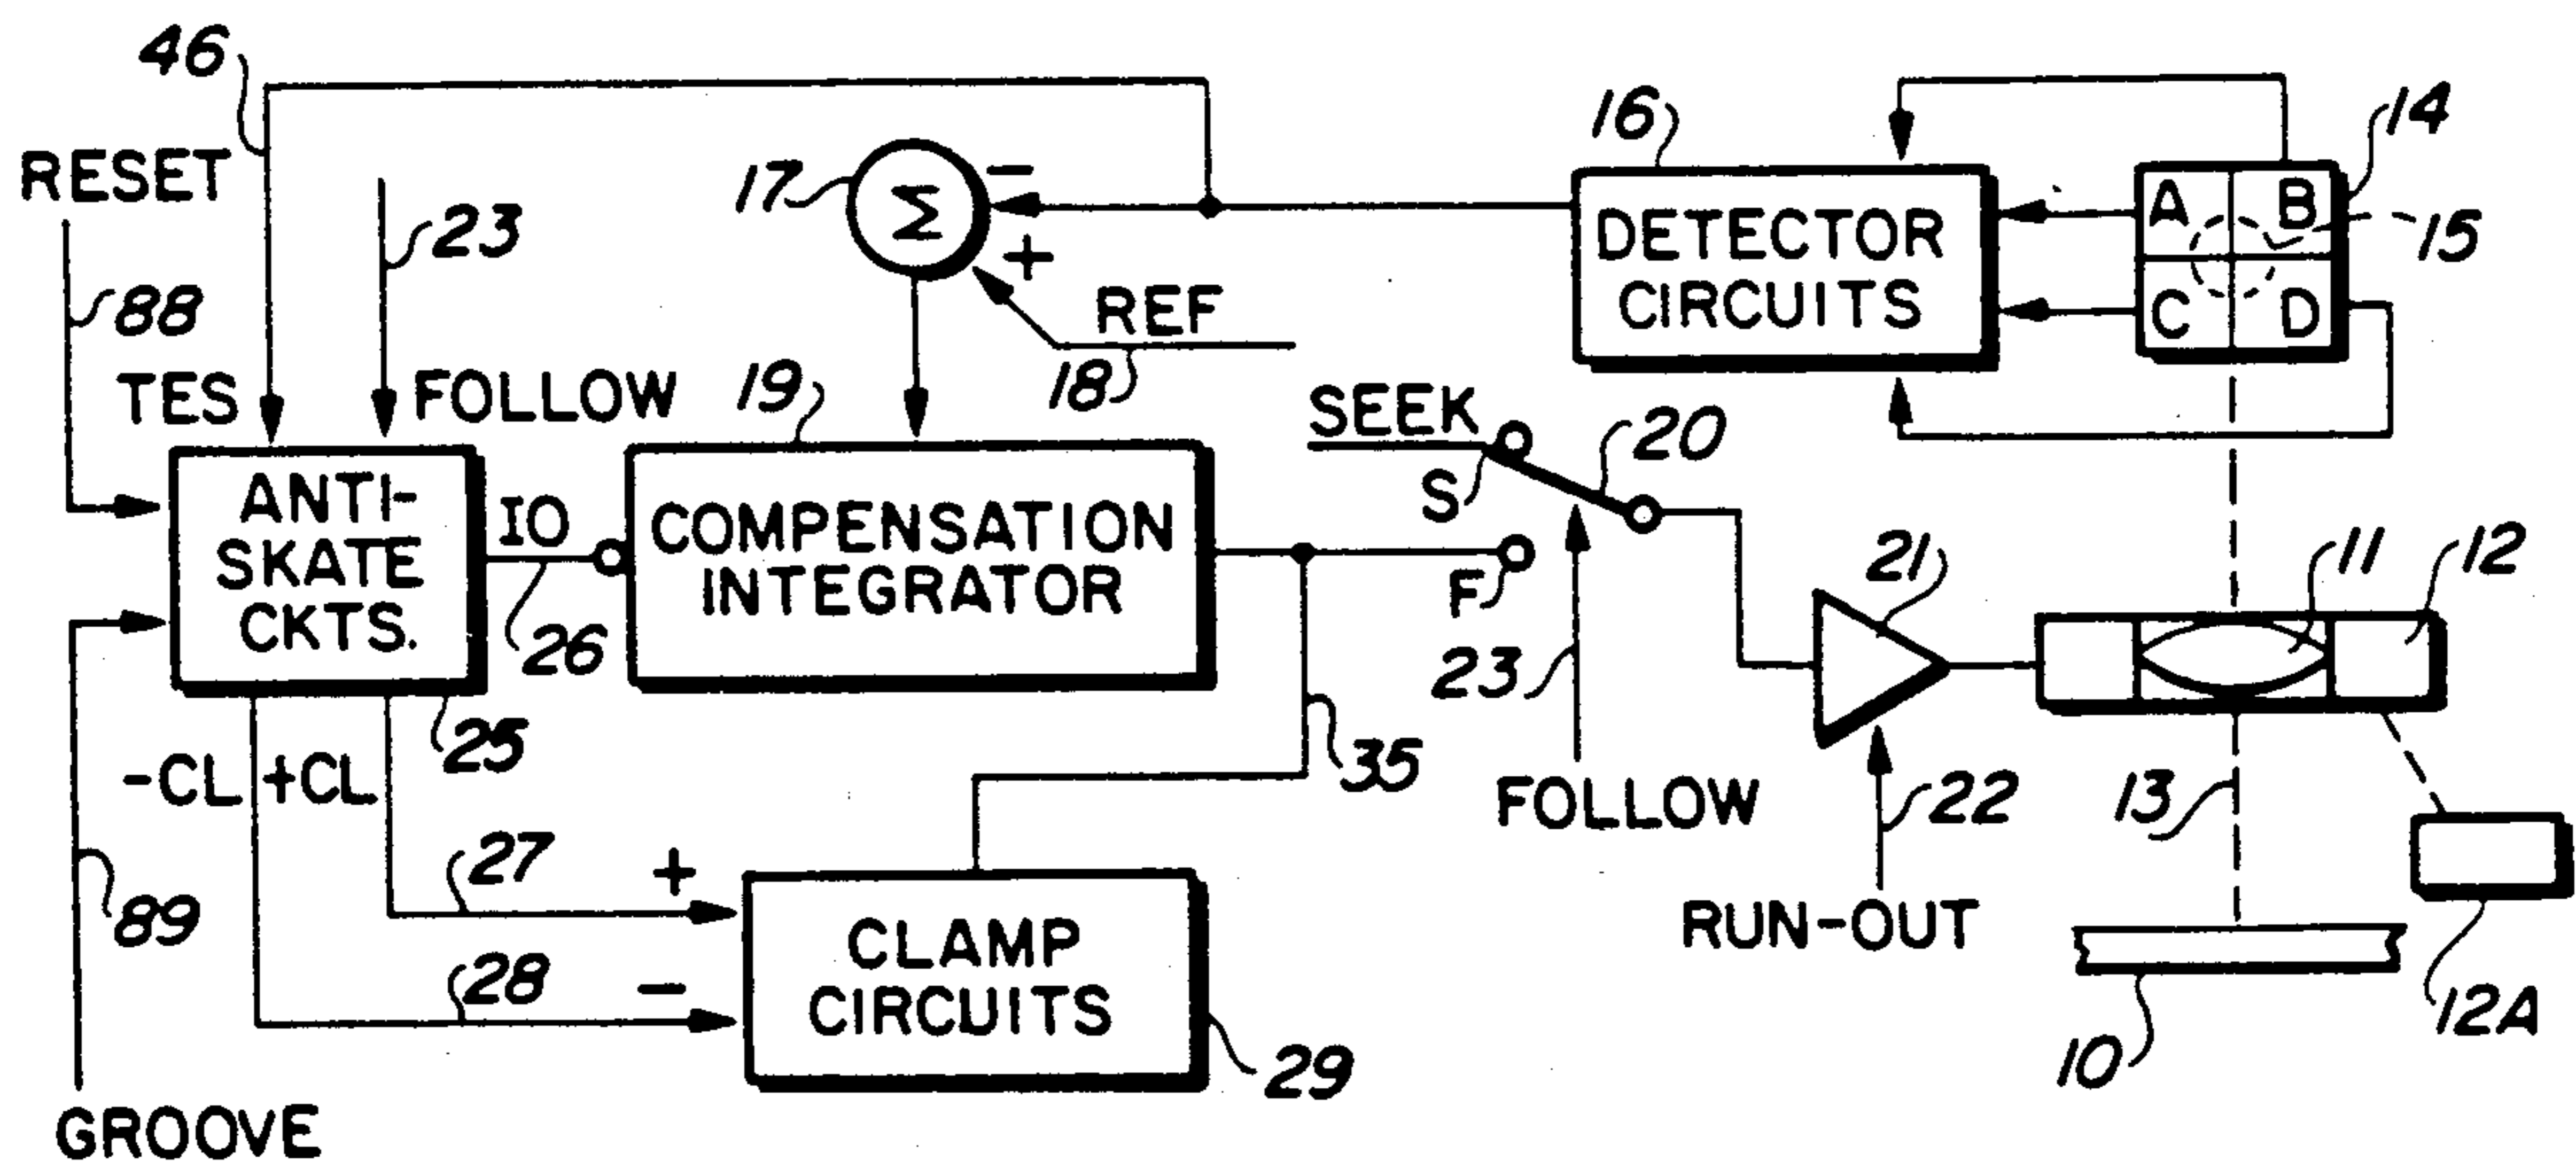 46
RESET
88
TES
23
FOLLOW
17
Σ
−
+
REF
18
16
DETECTOR
CIRCUITS
A B
C D
14
15
ANTI-
SKATE
CKTS.
25
IO
26
19
COMPENSATION
INTEGRATOR
SEEK
S
F
20
23
FOLLOW
21
22
RUN-OUT
11
12
13
12A
10
35
-CL +CL
27
+
28
−
CLAMP
CIRCUITS
29
89
GROOVE